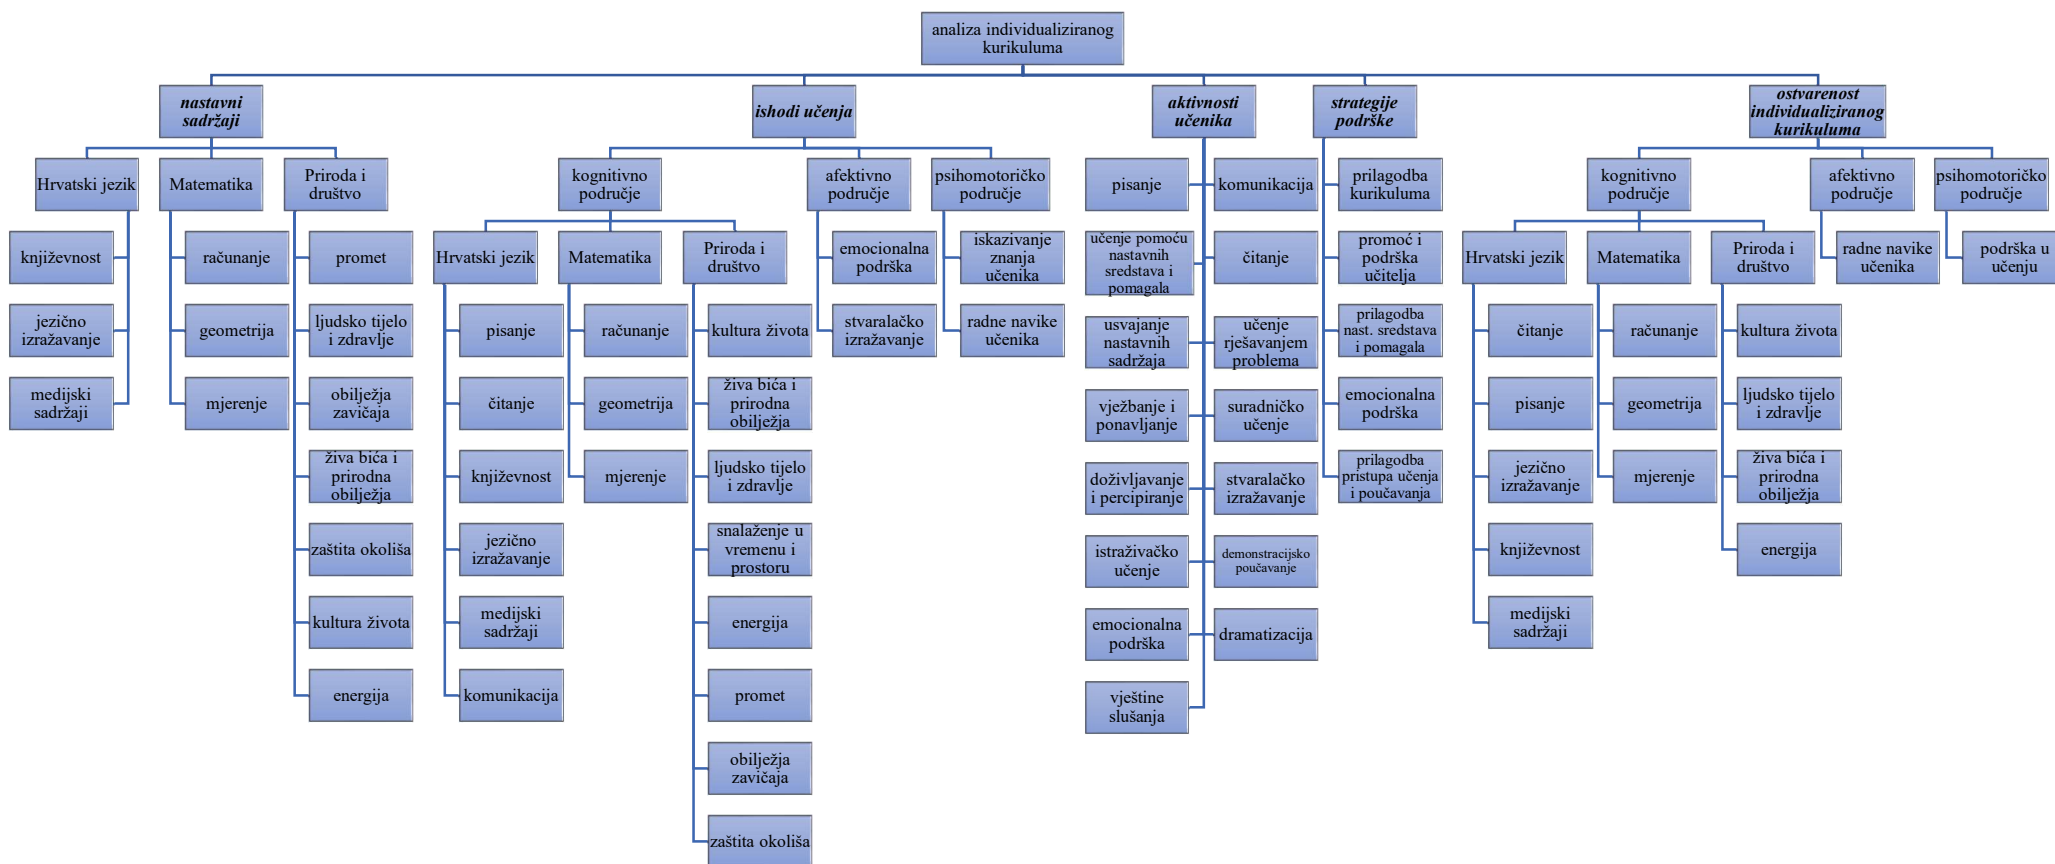 analiza individualiziranog
kurikuluma
nastavni
sadržaji
Hrvatski jezik
književnost
jezično
izražavanje
medijski
sadržaji
Matematika
računanje
geometrija
mjerenje
Priroda i
društvo
promet
ljudsko tijelo
i zdravlje
obilježja
zavičaja
živa bića i
prirodna
obilježja
zaštita okoliša
kultura života
energija
ishodi učenja
kognitivno
područje
Hrvatski jezik
pisanje
čitanje
književnost
jezično
izražavanje
medijski
sadržaji
komunikacija
Matematika
računanje
geometrija
mjerenje
Priroda i
društvo
kultura života
živa bića i
prirodna
obilježja
ljudsko tijelo
i zdravlje
snalaženje u
vremenu i
prostoru
energija
promet
obilježja
zavičaja
zaštita okoliša
afektivno
područje
emocionalna
podrška
stvaralačko
izražavanje
psihomotoričko
područje
iskazivanje
znanja
učenika
radne navike
učenika
aktivnosti
učenika
pisanje
komunikacija
učenje pomoću
nastavnih
sredstava i
pomagala
čitanje
usvajanje
nastavnih
sadržaja
učenje
rješavanjem
problema
vježbanje i
ponavljanje
suradničko
učenje
doživljavanje
i percipiranje
stvaralačko
izražavanje
istraživačko
učenje
demonstracijsko
poučavanje
emocionalna
podrška
dramatizacija
vještine
slušanja
strategije
podrške
prilagodba
kurikuluma
promoć i
podrška
učitelja
prilagodba
nast. sredstava
i pomagala
emocionalna
podrška
prilagodba
pristupa učenja
i poučavanja
ostvarenost
individualiziranog
kurikuluma
kognitivno
područje
Hrvatski jezik
čitanje
pisanje
jezično
izražavanje
književnost
medijski
sadržaji
Matematika
računanje
geometrija
mjerenje
Priroda i
društvo
kultura života
ljudsko tijelo
i zdravlje
živa bića i
prirodna
obilježja
energija
afektivno
područje
radne navike
učenika
psihomotoričko
područje
podrška u
učenju